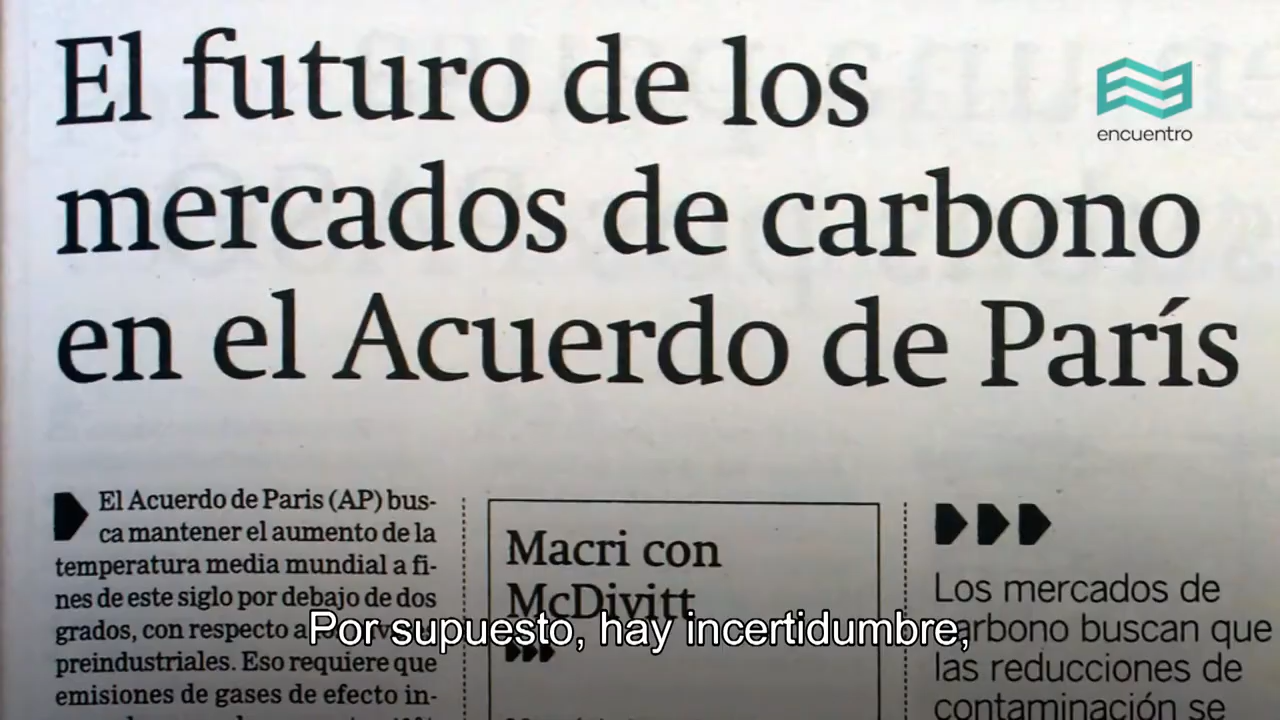 El futuro de los
mercados de carbono
en el Acuerdo de París
encuentro
El Acuerdo de Paris (AP) bus-
ca mantener el aumento de la
temperatura media mundial a fi-
nes de este siglo por debajo de dos
grados, con respecto a
preindustriales. Eso requiere que
emisiones de gases de efecto in-
Macri con
McDivitt
Los mercados de
carbono buscan que
las reducciones de
contaminación se
Por supuesto, hay incertidumbre,